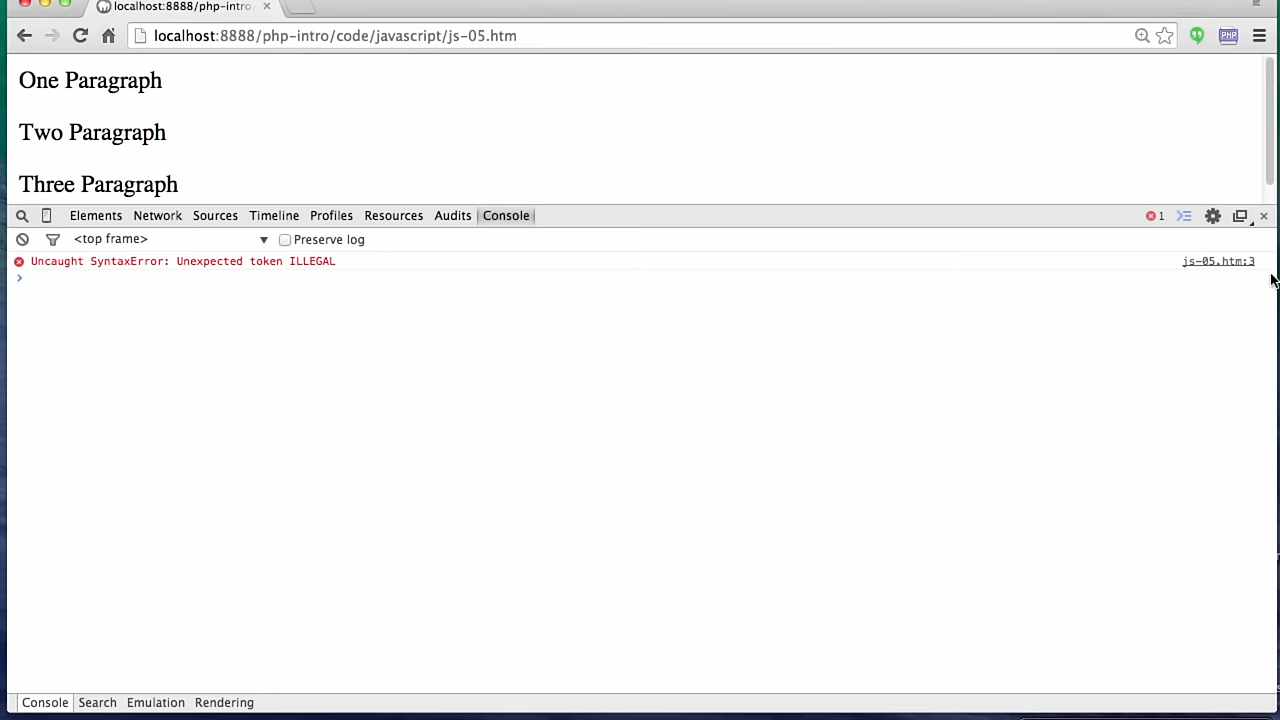 localhost:8888/php-intro ×
localhost:8888/php-intro/code/javascript/js-05.htm PHP
One Paragraph
Two Paragraph
Three Paragraph
Elements Network Sources Timeline Profiles Resources Audits Console 1
<top frame> Preserve log
Uncaught SyntaxError: Unexpected token ILLEGAL js-05.htm:3
Console Search Emulation Rendering